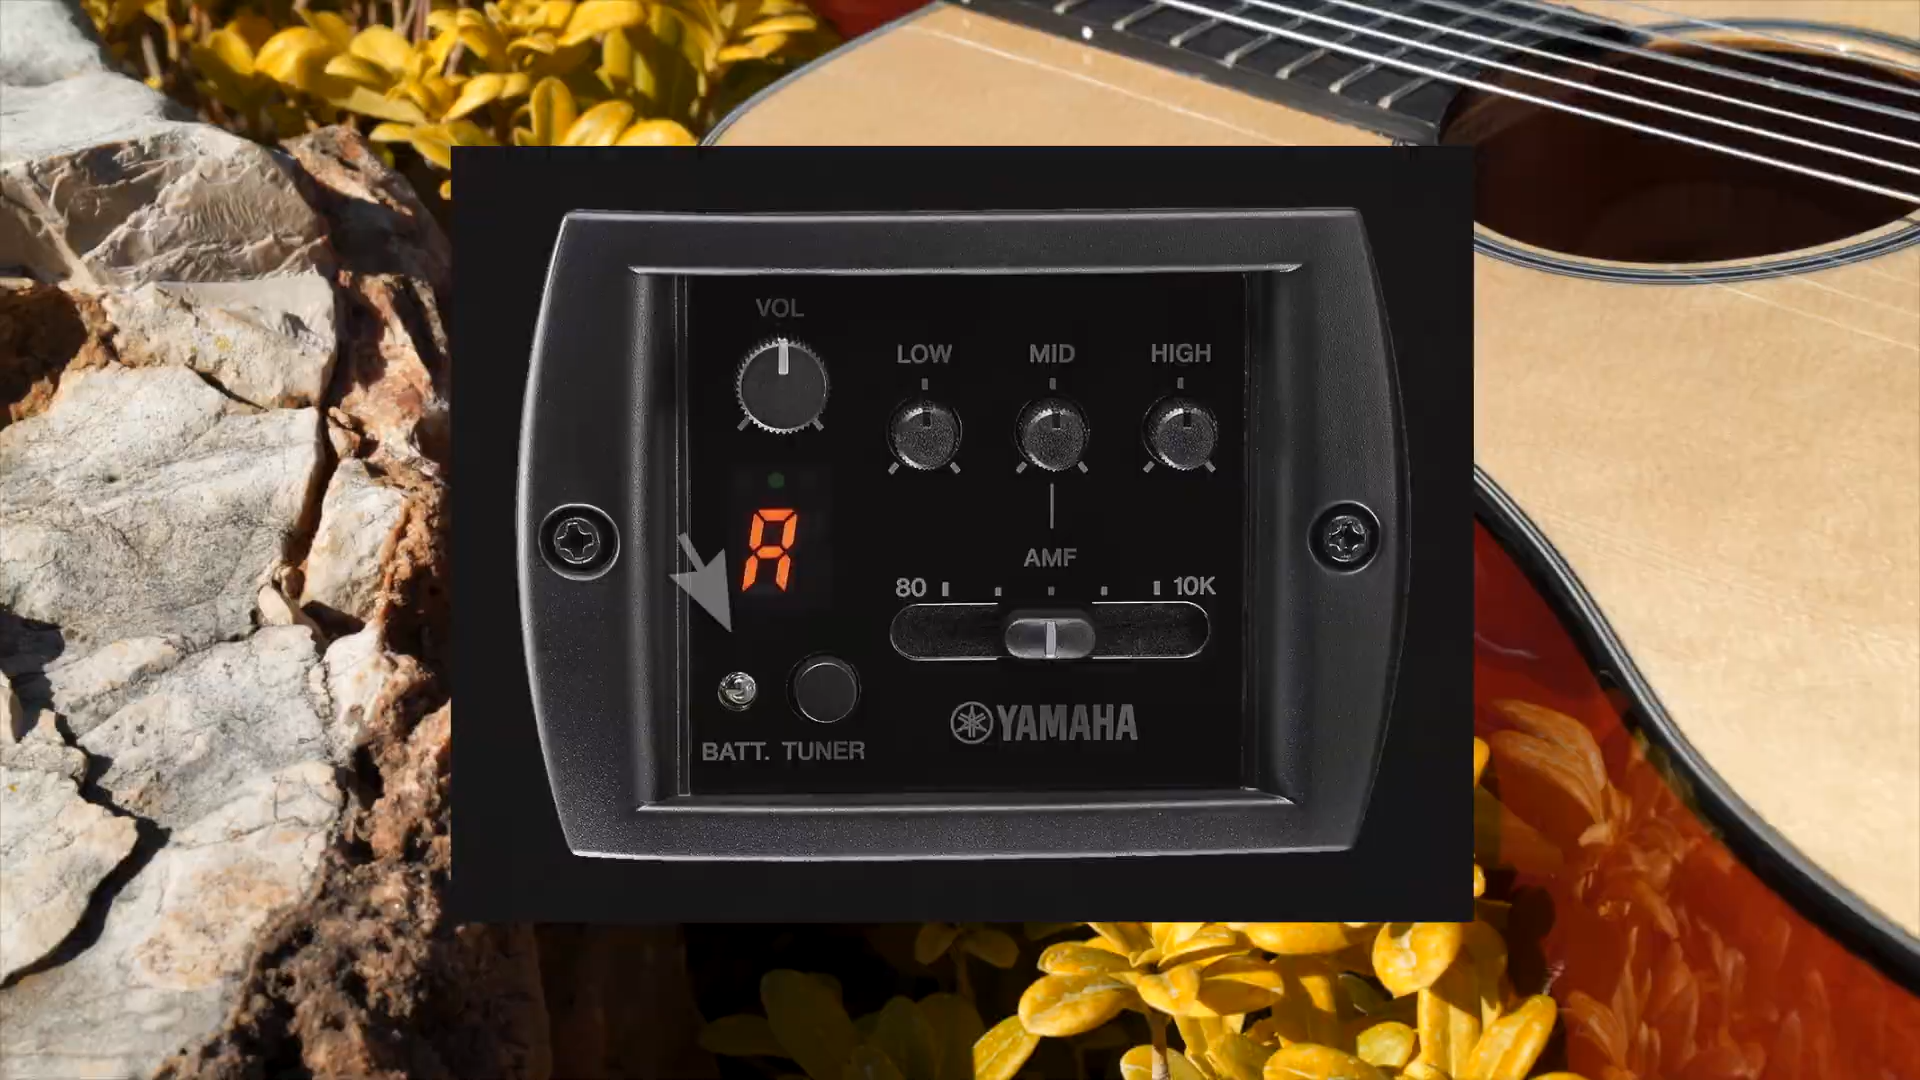 VOL
LOW MID HIGH
A
AMF
80 10K
YAMAHA
BATT. TUNER